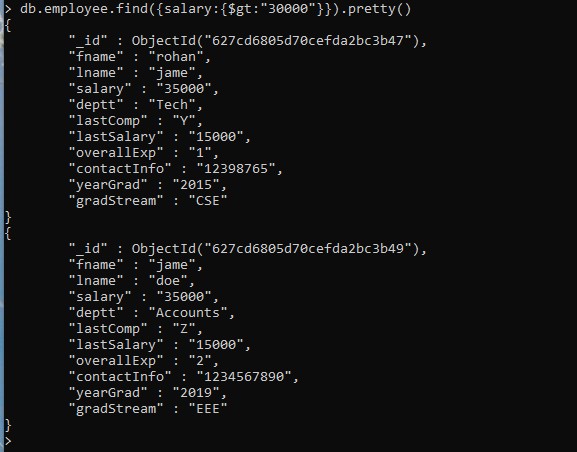 > db.employee.find({salary:{$gt:"30000"}}).pretty()
{
        "_id" : ObjectId("627cd6805d70cefda2bc3b47"),
        "fname" : "rohan",
        "lname" : "jame",
        "salary" : "35000",
        "deptt" : "Tech",
        "lastComp" : "Y",
        "lastSalary" : "15000",
        "overallExp" : "1",
        "contactInfo" : "12398765",
        "yearGrad" : "2015",
        "gradStream" : "CSE"
}
{
        "_id" : ObjectId("627cd6805d70cefda2bc3b49"),
        "fname" : "jame",
        "lname" : "doe",
        "salary" : "35000",
        "deptt" : "Accounts",
        "lastComp" : "Z",
        "lastSalary" : "15000",
        "overallExp" : "2",
        "contactInfo" : "1234567890",
        "yearGrad" : "2019",
        "gradStream" : "EEE"
}
>